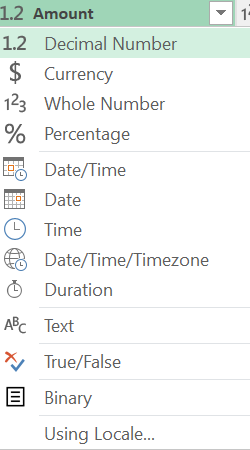 1.2 Amount
1.2 Decimal Number
$ Currency
123 Whole Number
% Percentage
Date/Time
Date
Time
Date/Time/Timezone
Duration
ABC Text
True/False
Binary
Using Locale...